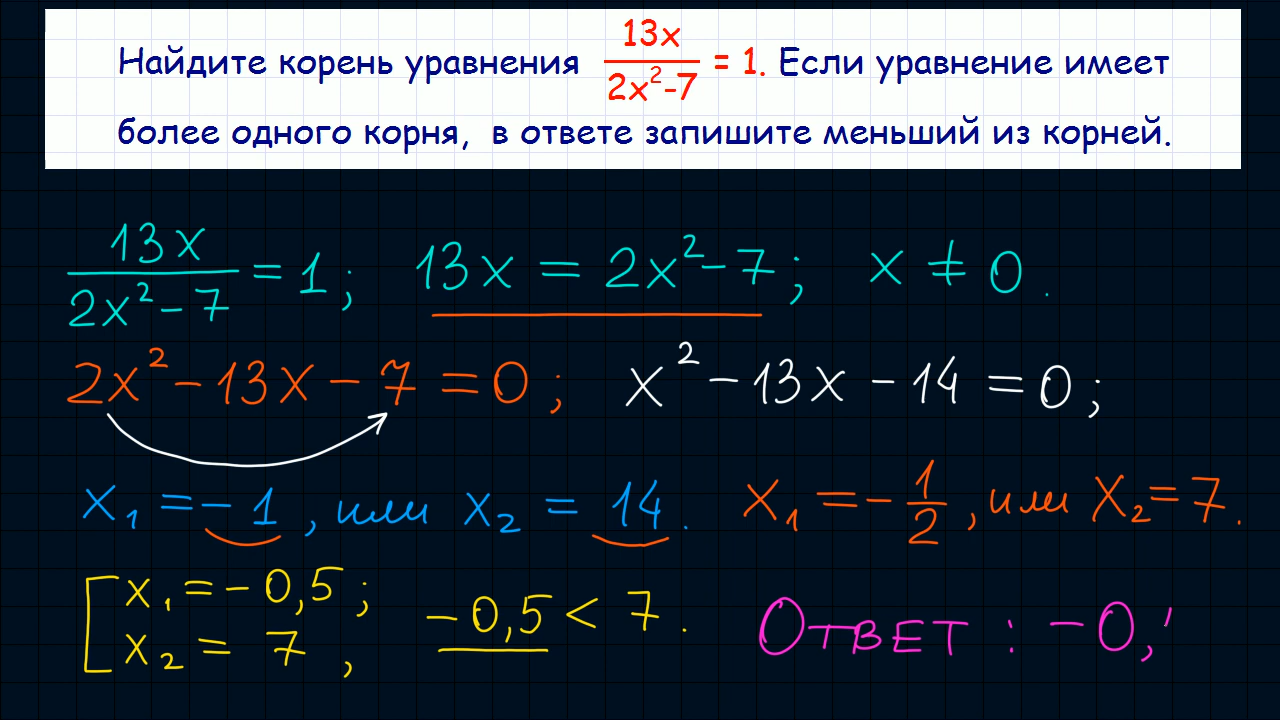 Найдите корень уравнения 13x/(2x²-7) = 1. Если уравнение имеет
более одного корня, в ответе запишите меньший из корней.
13x/(2x²-7) = 1; 13x = 2x²-7; x ≠ 0.
2x²-13x-7=0; x²-13x-14=0;
x₁=-1, или x₂=14. x₁=-1/2, или x₂=7.
[x₁=-0,5; -0,5<7.
x₂=7,
Ответ: -0,